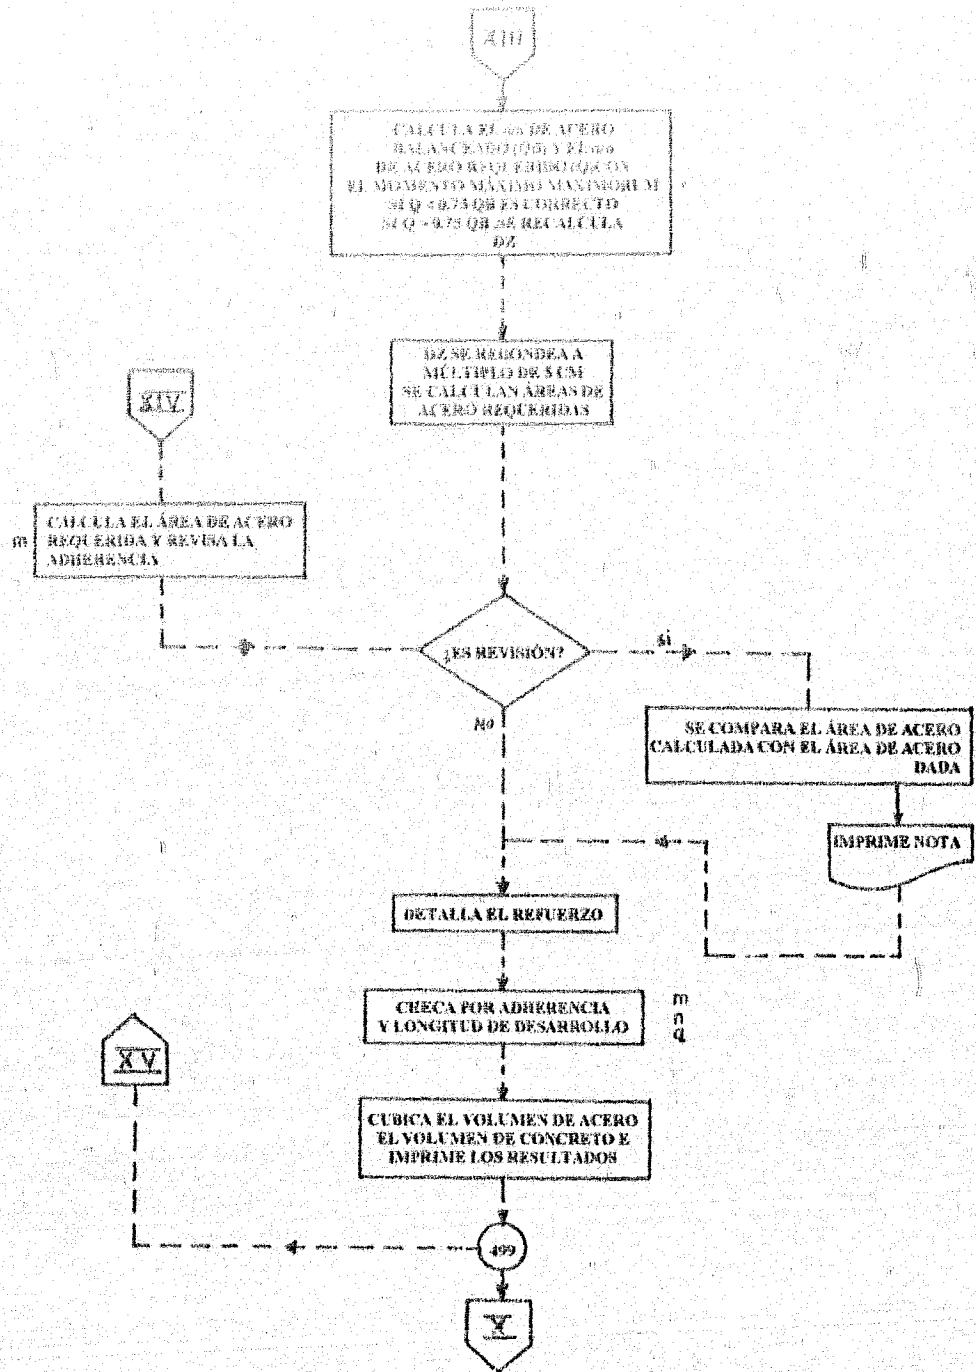 XIII
CALCULA EL o/o DE ACERO
BALANCEADO (QB) Y EL o/o
DE ACERO REQUERIDO (Q) CON
EL MOMENTO MÁXIMO MAXIMORUM
SI Q < 0.75 QB ES CORRECTO
SI Q > 0.75 QB SE RECALCULA
DZ
DZ SE REDONDEA A
MÚLTIPLO DE 5 CM
SE CALCULAN ÁREAS DE
ACERO REQUERIDAS
XIV
m
CALCULA EL ÁREA DE ACERO
REQUERIDA Y REVISA LA
ADHERENCIA
¿ES REVISIÓN?
si
No
SE COMPARA EL ÁREA DE ACERO
CALCULADA CON EL ÁREA DE ACERO
DADA
IMPRIME NOTA
DETALLA EL REFUERZO
CHECA POR ADHERENCIA
Y LONGITUD DE DESARROLLO
m
n
q
XV
CUBICA EL VOLUMEN DE ACERO
EL VOLUMEN DE CONCRETO E
IMPRIME LOS RESULTADOS
499
X